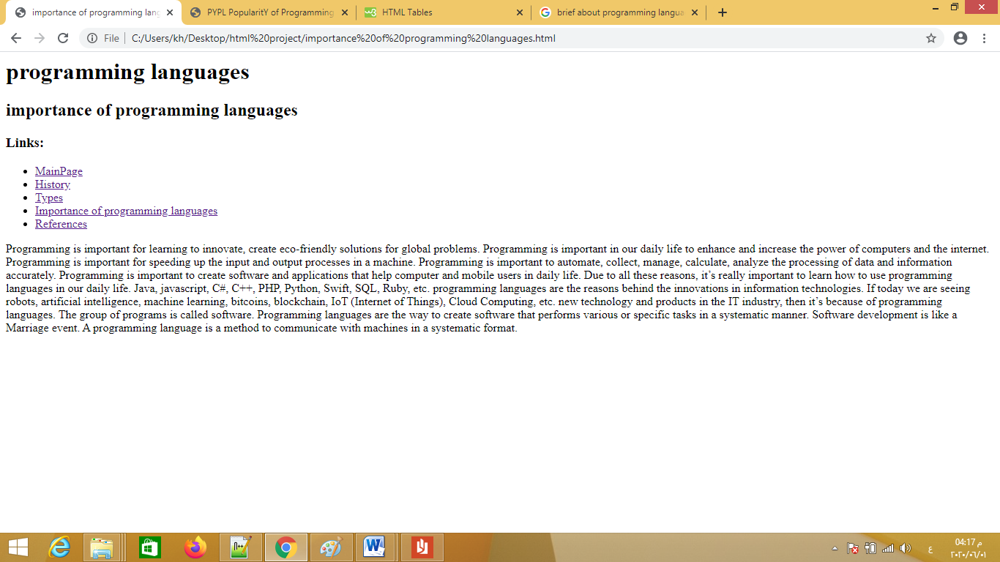 importance of programming lang
PYPL PopularitY of Programming
HTML Tables
brief about programming langua
File
C:/Users/kh/Desktop/html%20project/importance%20of%20programming%20languages.html
programming languages
importance of programming languages
Links:
MainPage
History
Types
Importance of programming languages
References
Programming is important for learning to innovate, create eco-friendly solutions for global problems. Programming is important in our daily life to enhance and increase the power of computers and the internet.
Programming is important for speeding up the input and output processes in a machine. Programming is important to automate, collect, manage, calculate, analyze the processing of data and information
accurately. Programming is important to create software and applications that help computer and mobile users in daily life. Due to all these reasons, it’s really important to learn how to use programming
languages in our daily life. Java, javascript, C#, C++, PHP, Python, Swift, SQL, Ruby, etc. programming languages are the reasons behind the innovations in information technologies. If today we are seeing
robots, artificial intelligence, machine learning, bitcoins, blockchain, IoT (Internet of Things), Cloud Computing, etc. new technology and products in the IT industry, then it’s because of programming
languages. The group of programs is called software. Programming languages are the way to create software that performs various or specific tasks in a systematic manner. Software development is like a
Marriage event. A programming language is a method to communicate with machines in a systematic format.
ع
04:17 م
٢٠٢٠/٠٦/٠١